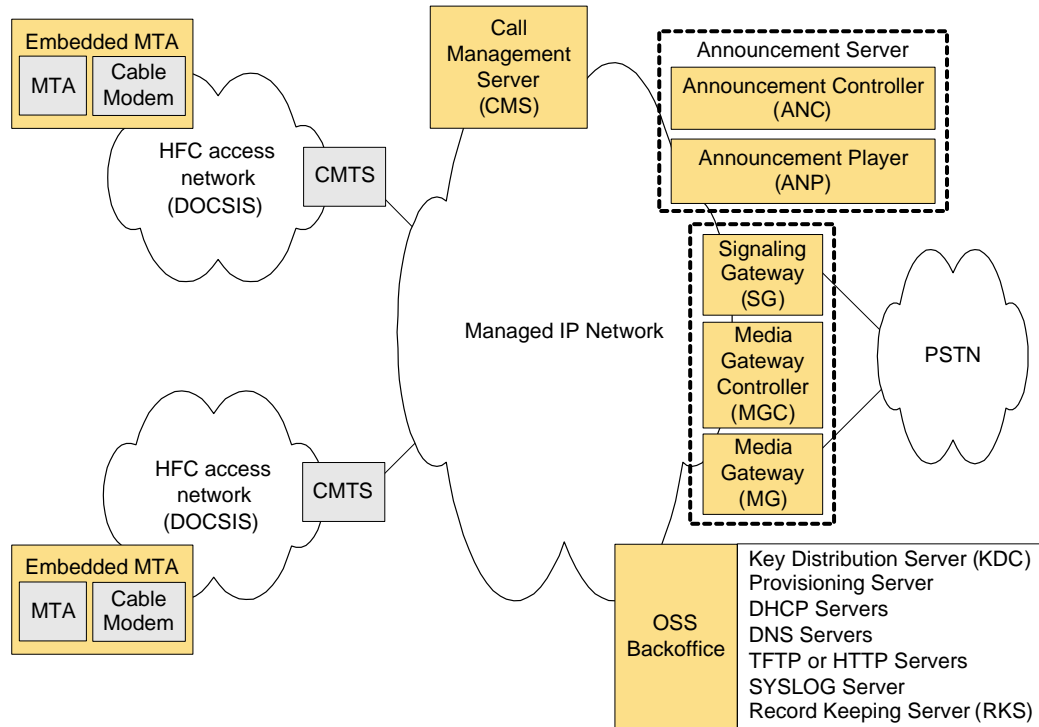 Embedded MTA
MTA
Cable
Modem
HFC access
network
(DOCSIS)
CMTS
Call
Management
Server
(CMS)
Announcement Server
Announcement Controller
(ANC)
Announcement Player
(ANP)
Signaling
Gateway
(SG)
Media
Gateway
Controller
(MGC)
Media
Gateway
(MG)
Managed IP Network
PSTN
HFC access
network
(DOCSIS)
CMTS
Embedded MTA
MTA
Cable
Modem
OSS
Backoffice
Key Distribution Server (KDC)
Provisioning Server
DHCP Servers
DNS Servers
TFTP or HTTP Servers
SYSLOG Server
Record Keeping Server (RKS)